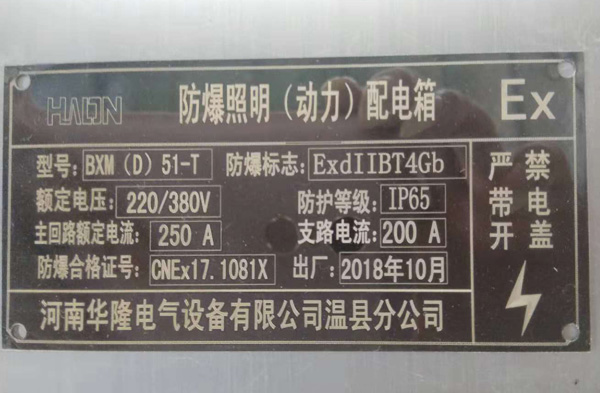 HALQN 防爆照明（动力）配电箱 Ex
型号: BXM（D）51-T 防爆标志: ExdIIBT4Gb
额定电压: 220/380V 防护等级: IP65
主回路额定电流: 250 A 支路电流: 200 A
防爆合格证号: CNEx17.1081X 出厂: 2018年10月
河南华隆电气设备有限公司温县分公司
严禁
带电
开盖